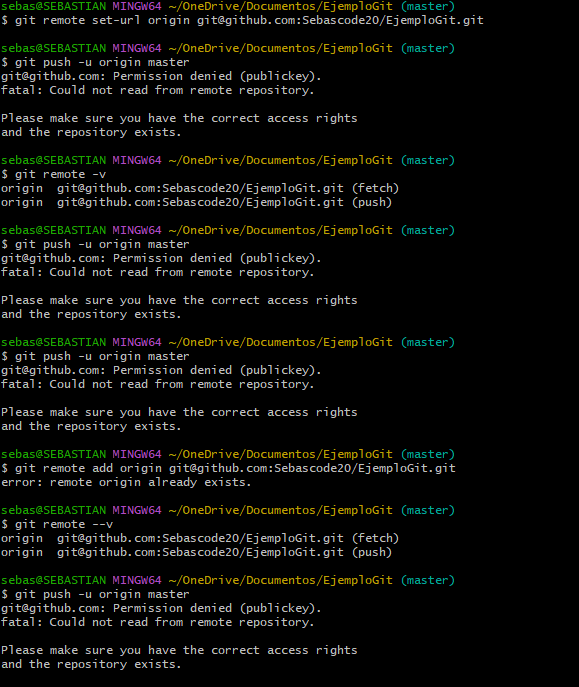 sebas@SEBASTIAN MINGW64 ~/OneDrive/Documentos/EjemploGit (master)
$ git remote set-url origin git@github.com:Sebascode20/EjemploGit.git
sebas@SEBASTIAN MINGW64 ~/OneDrive/Documentos/EjemploGit (master)
$ git push -u origin master
git@github.com: Permission denied (publickey).
fatal: Could not read from remote repository.
Please make sure you have the correct access rights
and the repository exists.
sebas@SEBASTIAN MINGW64 ~/OneDrive/Documentos/EjemploGit (master)
$ git remote -v
origin  git@github.com:Sebascode20/EjemploGit.git (fetch)
origin  git@github.com:Sebascode20/EjemploGit.git (push)
sebas@SEBASTIAN MINGW64 ~/OneDrive/Documentos/EjemploGit (master)
$ git push -u origin master
git@github.com: Permission denied (publickey).
fatal: Could not read from remote repository.
Please make sure you have the correct access rights
and the repository exists.
sebas@SEBASTIAN MINGW64 ~/OneDrive/Documentos/EjemploGit (master)
$ git push -u origin master
git@github.com: Permission denied (publickey).
fatal: Could not read from remote repository.
Please make sure you have the correct access rights
and the repository exists.
sebas@SEBASTIAN MINGW64 ~/OneDrive/Documentos/EjemploGit (master)
$ git remote add origin git@github.com:Sebascode20/EjemploGit.git
error: remote origin already exists.
sebas@SEBASTIAN MINGW64 ~/OneDrive/Documentos/EjemploGit (master)
$ git remote --v
origin  git@github.com:Sebascode20/EjemploGit.git (fetch)
origin  git@github.com:Sebascode20/EjemploGit.git (push)
sebas@SEBASTIAN MINGW64 ~/OneDrive/Documentos/EjemploGit (master)
$ git push -u origin master
git@github.com: Permission denied (publickey).
fatal: Could not read from remote repository.
Please make sure you have the correct access rights
and the repository exists.